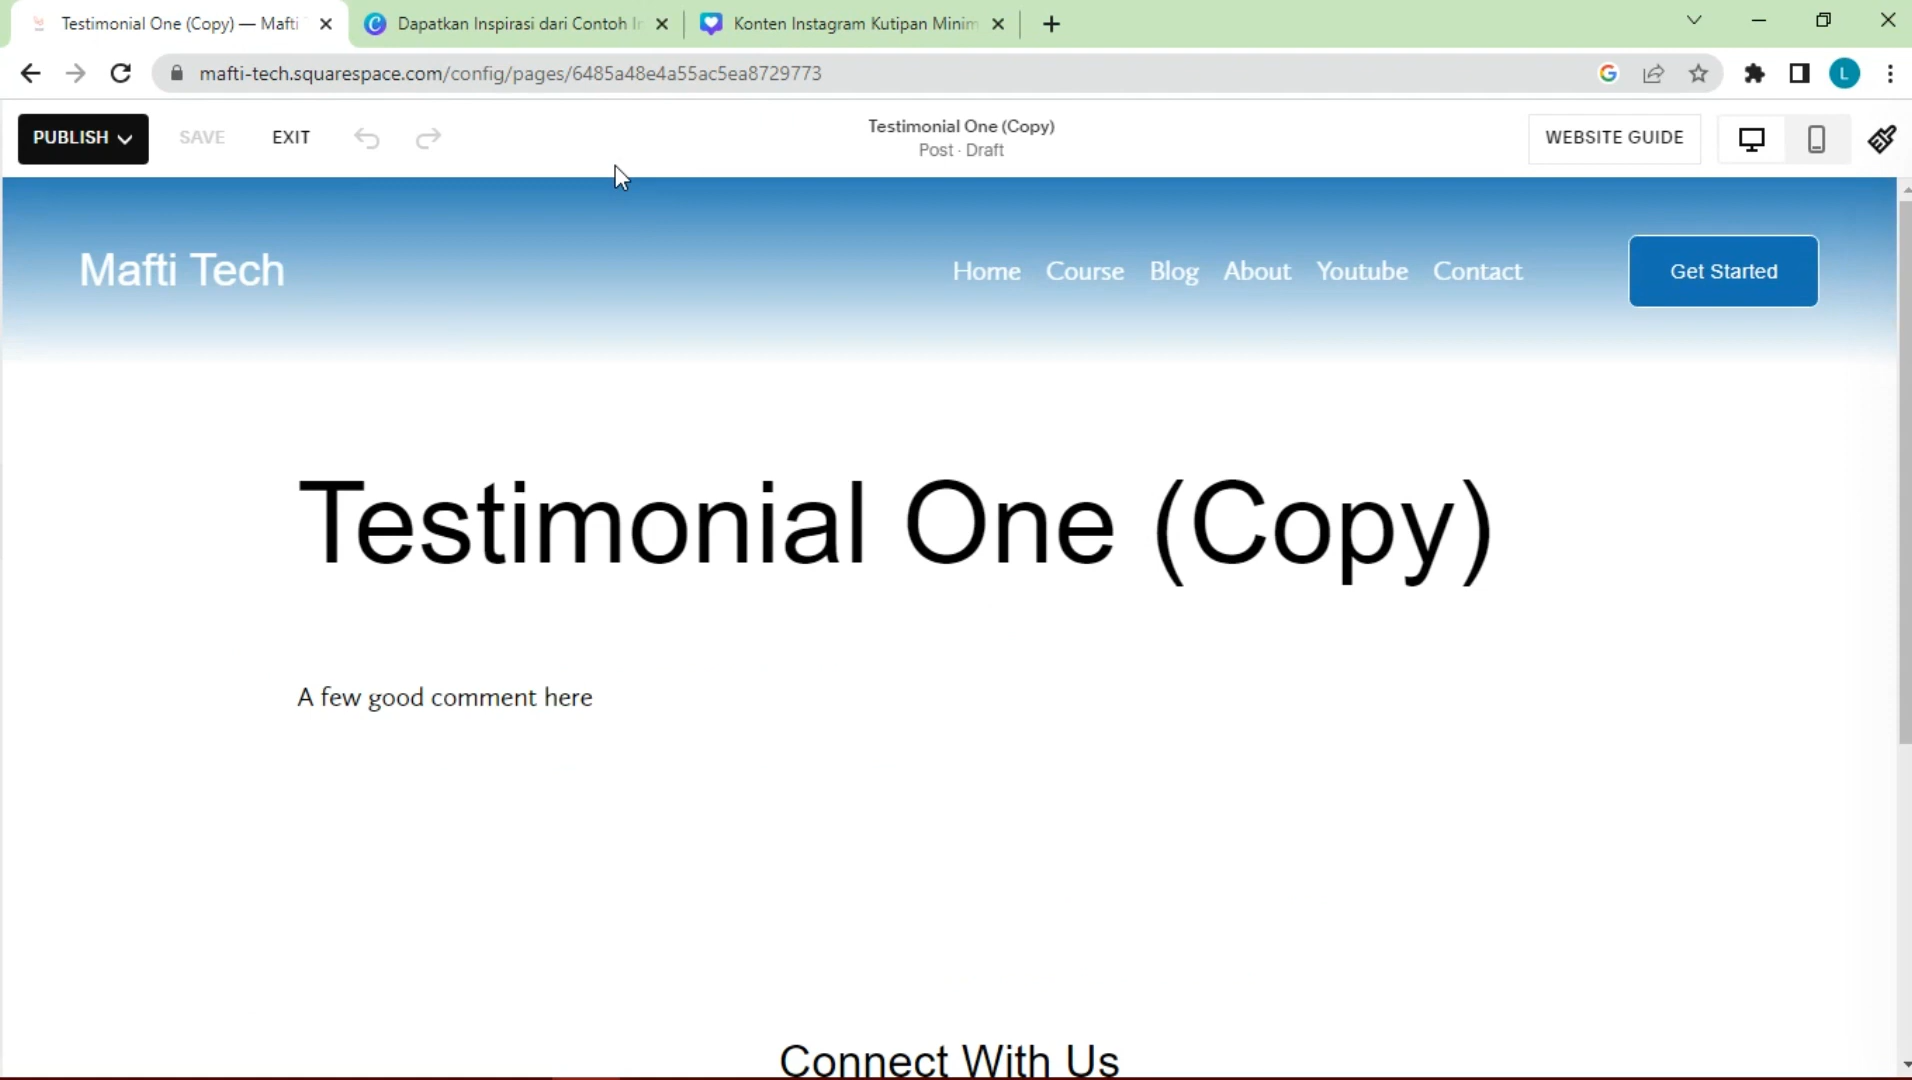 Testimonial One (Copy) — Mafti
Dapatkan Inspirasi dari Contoh
Konten Instagram Kutipan Minim
mafti-tech.squarespace.com/config/pages/6485a48e4a55ac5ea8729773
L
PUBLISH
SAVE
EXIT
Testimonial One (Copy)
Post · Draft
WEBSITE GUIDE
Mafti Tech
Home
Course
Blog
About
Youtube
Contact
Get Started
Testimonial One (Copy)
A few good comment here
Connect With Us